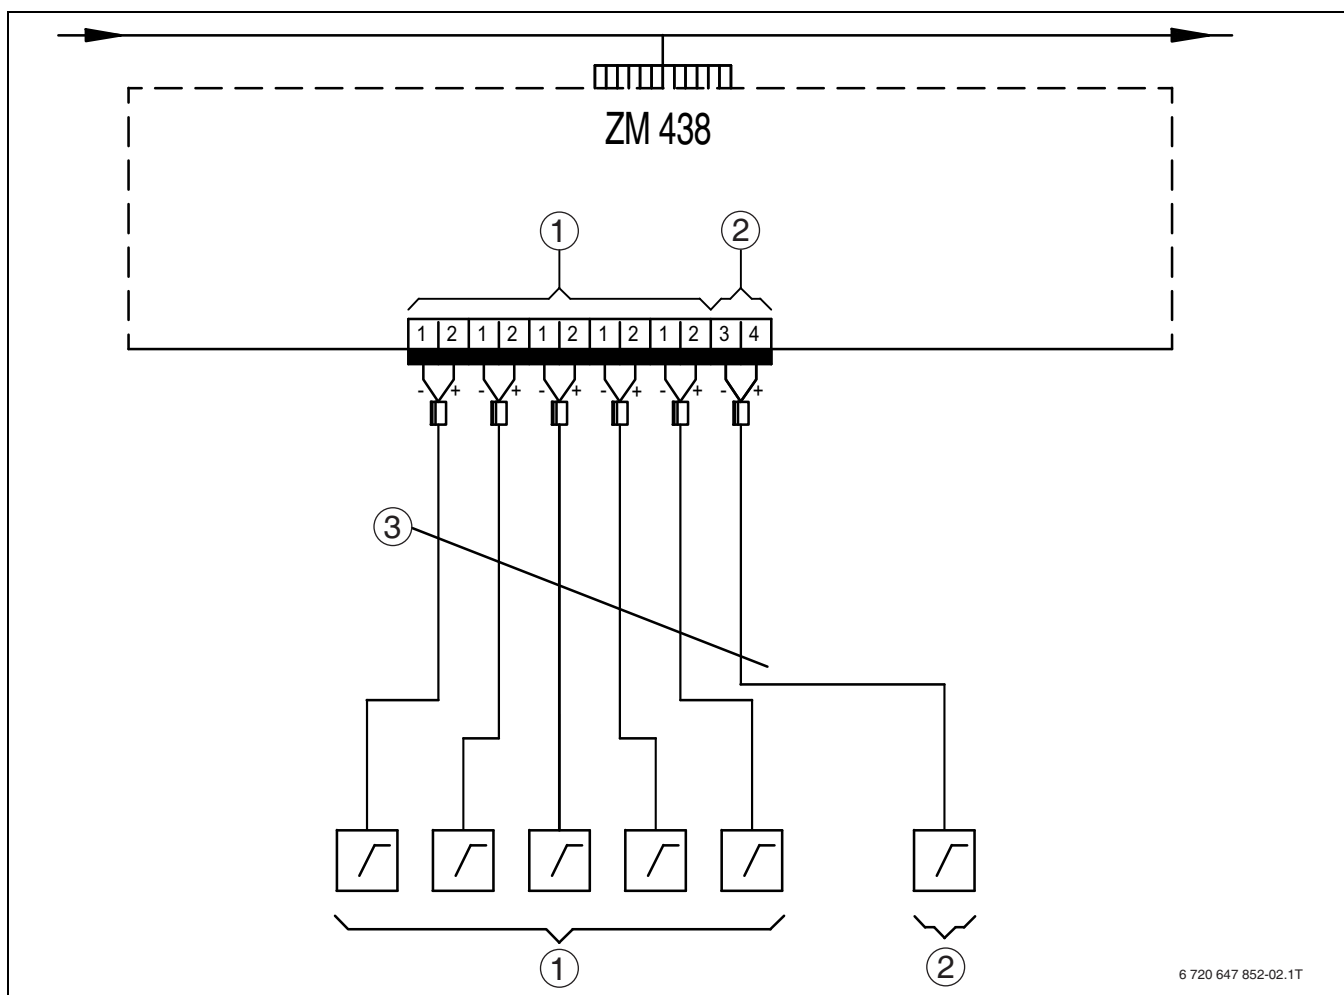 ZM 438
1 2
1 2 1 2 1 2 1 2 1 2 3 4
- + - + - + - + - + - +
3
1 2
6 720 647 852-02.1T